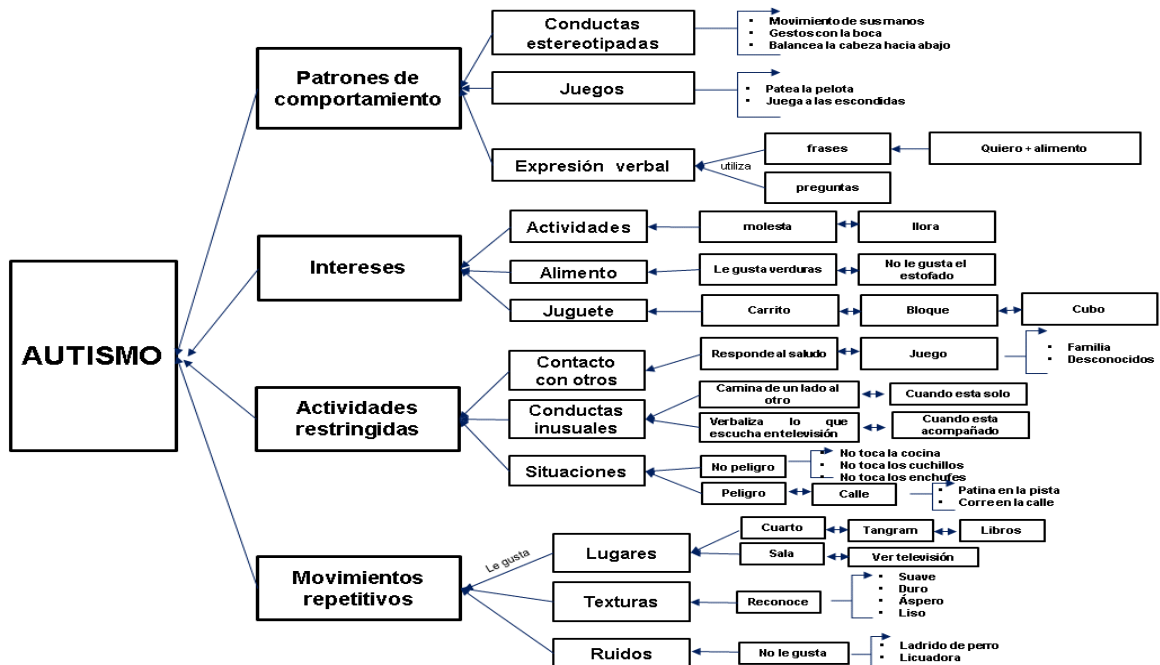 AUTISMO
Patrones de
comportamiento
Conductas
estereotipadas
Movimiento de sus manos
Gestos con la boca
Balancea la cabeza hacia abajo
Juegos
Patea la pelota
Juega a las escondidas
Expresión verbal
utiliza
frases
Quiero + alimento
preguntas
Intereses
Actividades
molesta
llora
Alimento
Le gusta verduras
No le gusta el
estofado
Juguete
Carrito
Bloque
Cubo
Actividades
restringidas
Contacto
con otros
Responde al saludo
Juego
Familia
Desconocidos
Conductas
inusuales
Camina de un lado al
otro
Cuando esta solo
Verbaliza lo que
escucha en televisión
Cuando esta
acompañado
Situaciones
No peligro
No toca la cocina
No toca los cuchillos
No toca los enchufes
Peligro
Calle
Patina en la pista
Corre en la calle
Movimientos
repetitivos
Le gusta
Lugares
Cuarto
Tangram
Libros
Sala
Ver televisión
Texturas
Reconoce
Suave
Duro
Áspero
Liso
Ruidos
No le gusta
Ladrido de perro
Licuadora